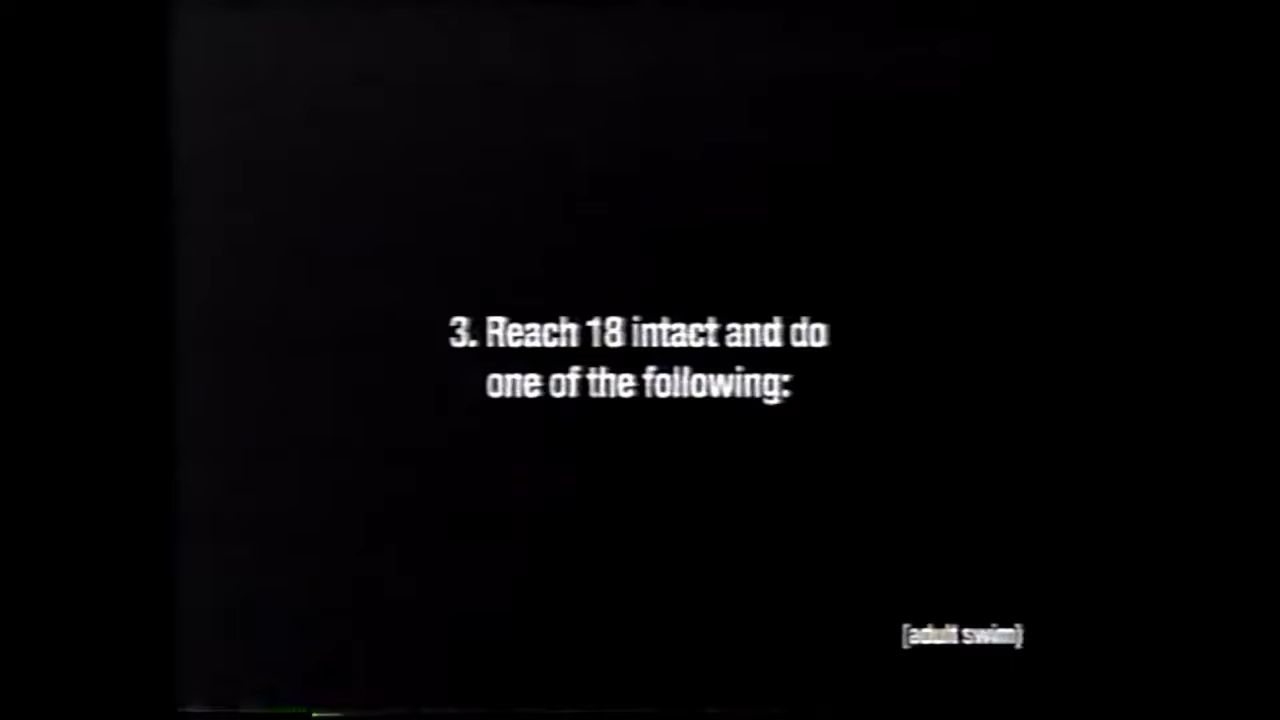 3. Reach 18 intact and do
one of the following:
[adult swim]